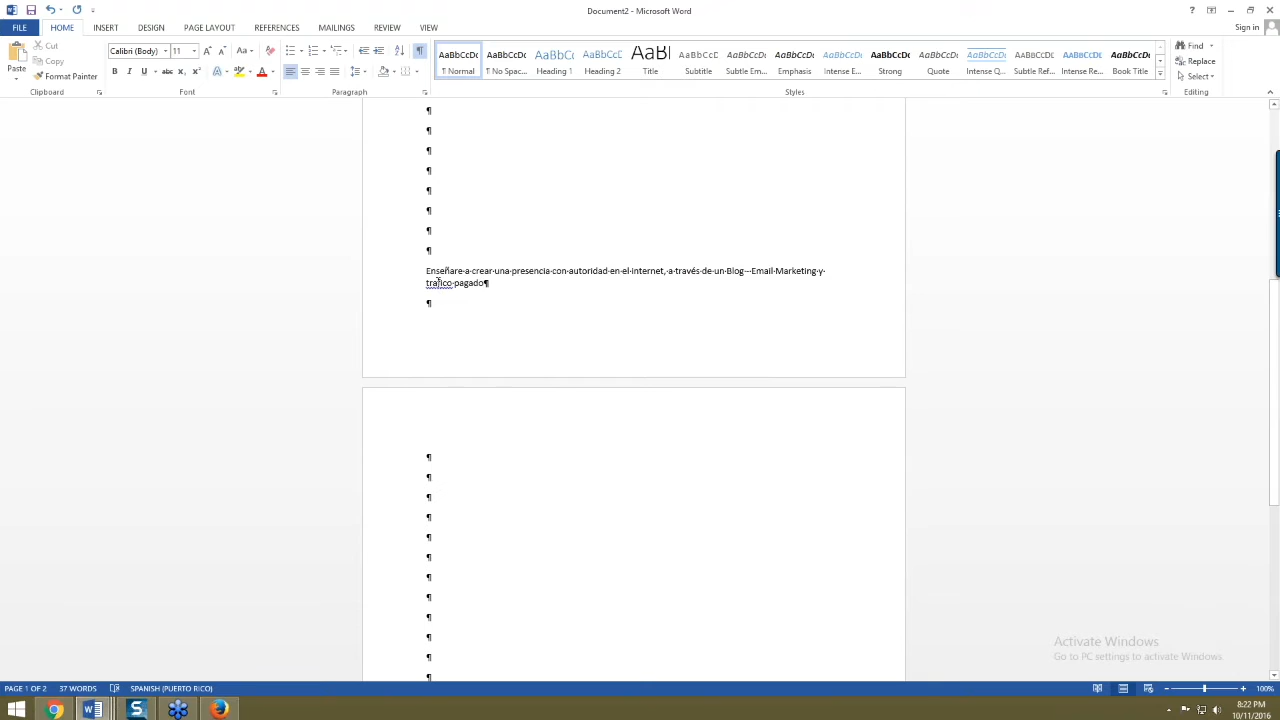 Document2 - Microsoft Word
Sign in
FILE HOME INSERT DESIGN PAGE LAYOUT REFERENCES MAILINGS REVIEW VIEW
Paste
Cut
Copy
Format Painter
Clipboard
Calibri (Body) 11
Font
Paragraph
AaBbCcDc AaBbCcDc AaBbCc AaBbCcC AaBl AaBbCcC AaBbCcDc AaBbCcDc AaBbCcDc AaBbCcDc AaBbCcDc AaBbCcDc AaBbCcDc AaBbCcDc AaBbCcDc
¶ Normal ¶ No Spac... Heading 1 Heading 2 Title Subtitle Subtle Em... Emphasis Intense E... Strong Quote Intense Q... Subtle Ref... Intense Re... Book Title
Styles
Find
Replace
Select
Editing
Enseñare a crear una presencia con autoridad en el internet, a través de un Blog - Email Marketing y
trafico pagado¶
Activate Windows
Go to PC settings to activate Windows.
PAGE 1 OF 2 37 WORDS SPANISH (PUERTO RICO) 100%
8:22 PM
10/11/2016